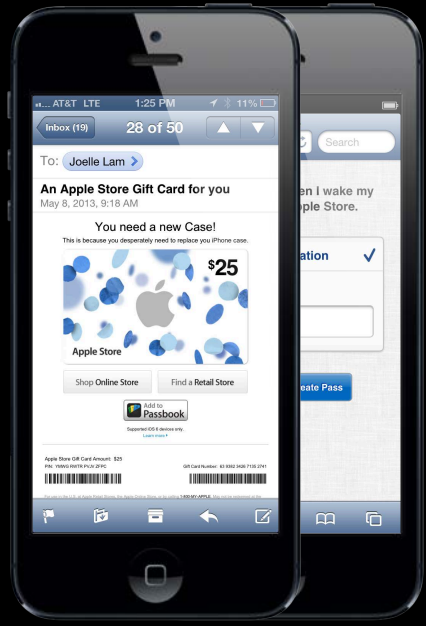 AT&T LTE 1:25 PM 11%
Inbox (19) 28 of 50
To: Joelle Lam
An Apple Store Gift Card for you
May 8, 2013, 9:18 AM
You need a new Case!
This is because you desperately need to replace you iPhone case.
$25
Apple Store
Shop Online Store Find a Retail Store
Add to
Passbook
Supported iOS 6 devices only.
Learn more
Apple Store Gift Card Amount: $25
Search
en I wake my
pple Store.
ation
eate Pass